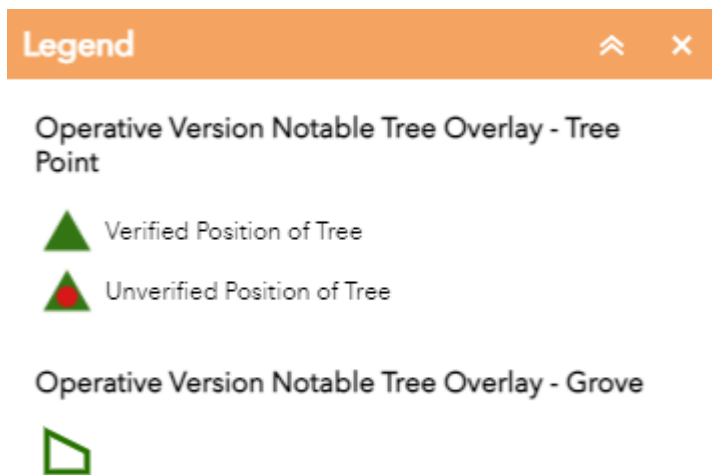 Legend
Operative Version Notable Tree Overlay - Tree
Point
Verified Position of Tree
Unverified Position of Tree
Operative Version Notable Tree Overlay - Grove